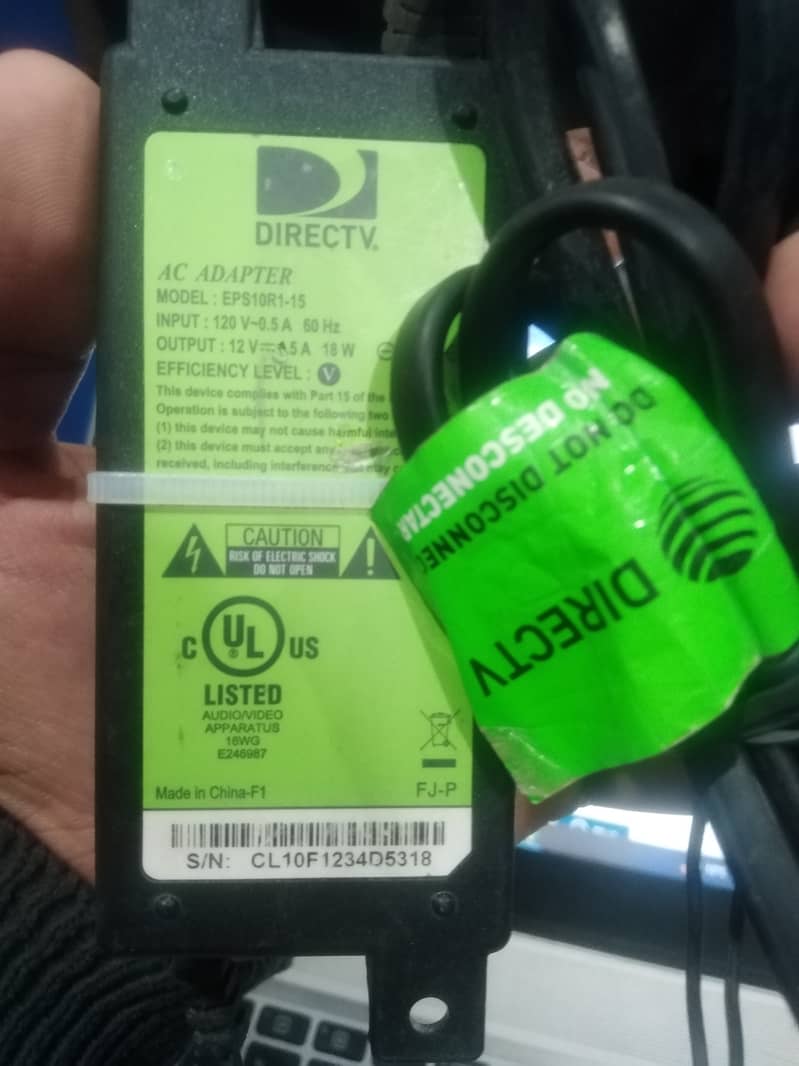 DIRECTV.
AC ADAPTER
MODEL : EPS10R1-15
INPUT : 120 V~0.5 A 60 Hz
OUTPUT : 12 V⎓1.5 A 18 W
EFFICIENCY LEVEL : V
This device complies with Part 15 of the
Operation is subject to the following two
(1) this device may not cause harmful
(2) this device must accept any
received, including interference may
CAUTION
RISK OF ELECTRIC SHOCK
DO NOT OPEN
C UL ® US
LISTED
AUDIO/VIDEO
APPARATUS
16WG
E246987
Made in China-F1
FJ-P
S/N: CL10F1234D5318
DIRECTV
DO NOT DISCONNEC
NO DESCONECTAR